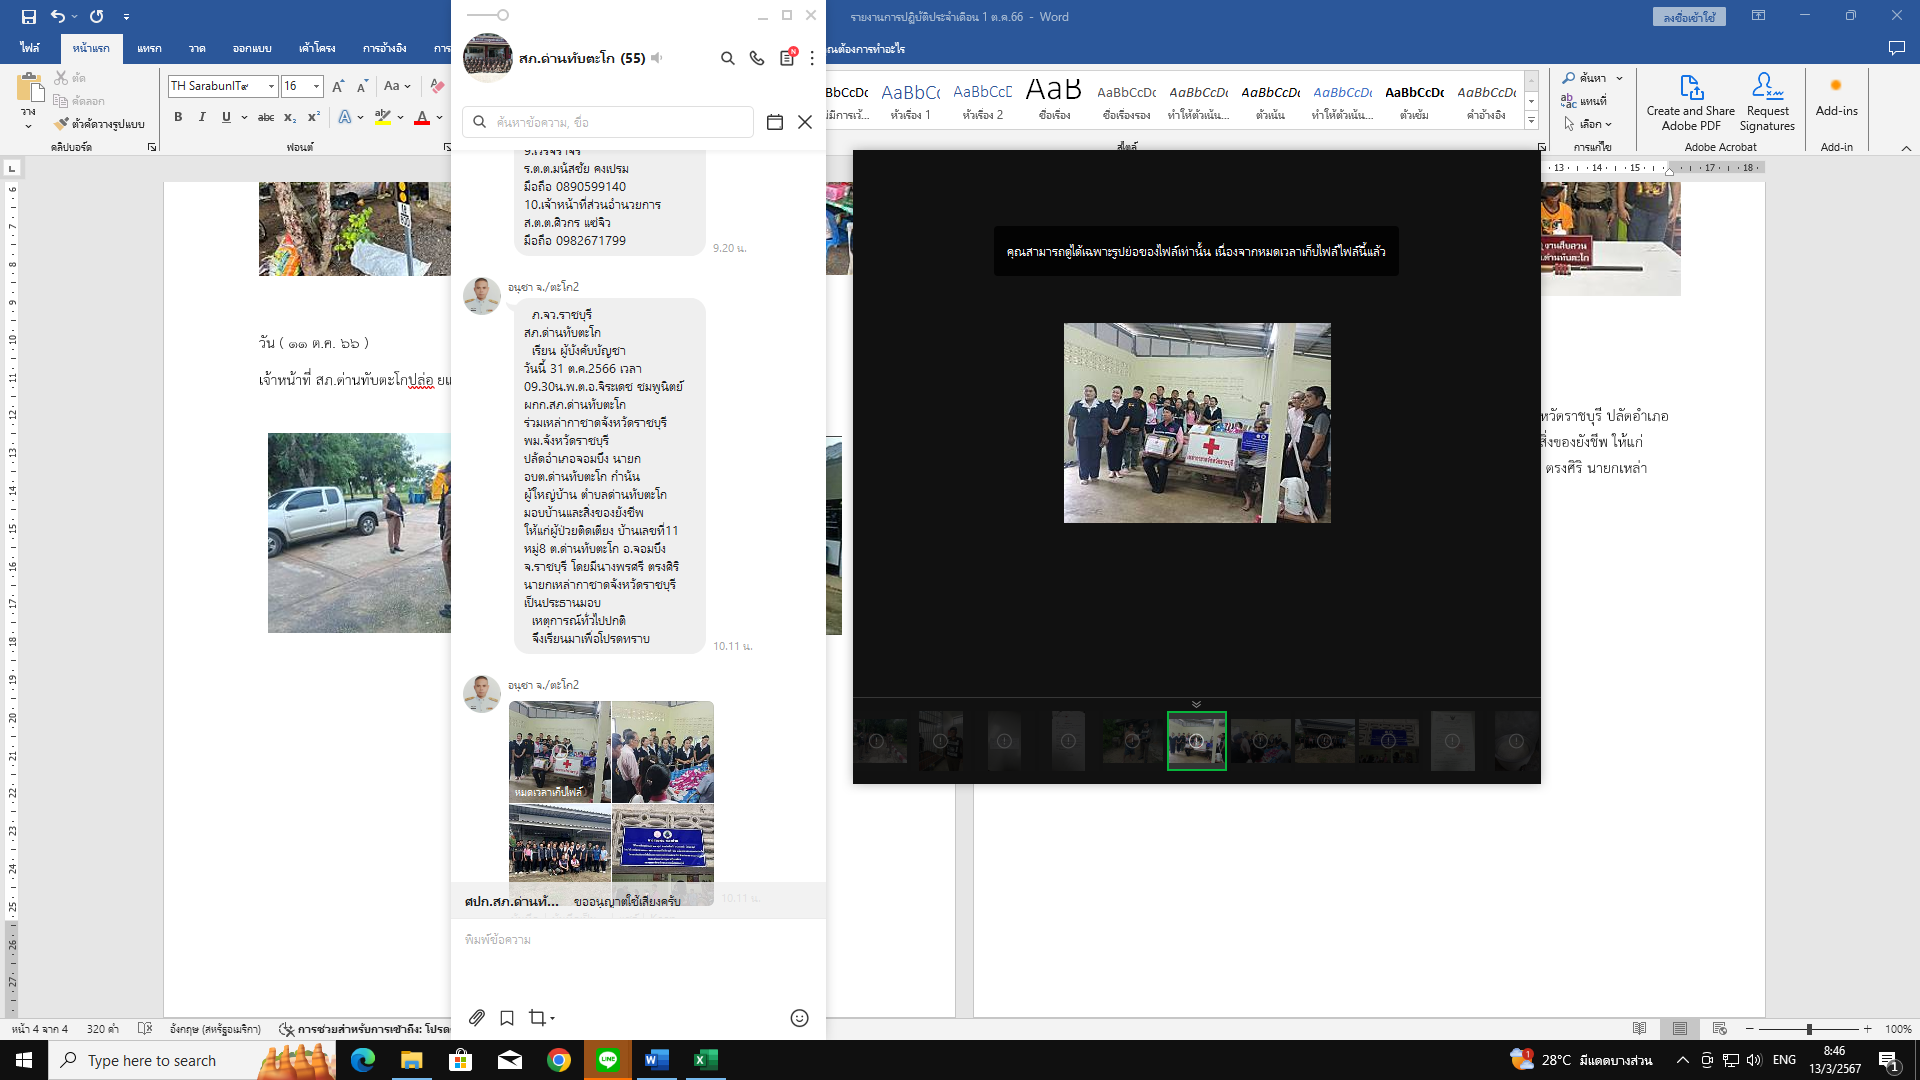 รายงานการปฏิบัติประจำเดือน 1 ต.ค.66 - Word
ลงชื่อเข้าใช้
ไฟล์ หน้าแรก แทรก วาด ออกแบบ เค้าโครง การอ้างอิง
วาง
ตัด
คัดลอก
ตัวคัดวางรูปแบบ
คลิปบอร์ด
TH SarabunIT๙ 16
ฟอนต์
หัวเรื่อง 1
หัวเรื่อง 2
ชื่อเรื่อง
ชื่อเรื่องรอง
ทำให้ตัวเน้น...
ตัวเน้น
ทำให้ตัวเน้น...
ตัวเข้ม
คำอ้างอิง
สไตล์
ค้นหา
แทนที่
เลือก
การแก้ไข
Create and Share
Adobe PDF
Request
Signatures
Adobe Acrobat
Add-ins
Add-in
สภ.ด่านทับตะโก (55)
ค้นหาข้อความ, ชื่อ
ร.ต.ต.มนัสชัย คงเปรม
มือถือ 0890599140
10.เจ้าหน้าที่ส่วนอำนวยการ
ส.ต.ต.ศิวกร แซ่จิว
มือถือ 0982671799
9.20 น.
อนุชา จ./ตะโก2
ภ.จว.ราชบุรี
สภ.ด่านทับตะโก
เรียน ผู้บังคับบัญชา
วันนี้ 31 ต.ค.2566 เวลา
09.30น.พ.ต.อ.จิระเดช ชมพูนิตย์
ผกก.สภ.ด่านทับตะโก
ร่วมเหล่ากาชาดจังหวัดราชบุรี
พม.จังหวัดราชบุรี
ปลัดอำเภอจอมบึง นายก
อบต.ด่านทับตะโก กำนัน
ผู้ใหญ่บ้าน ตำบลด่านทับตะโก
มอบบ้านและสิ่งของยังชีพ
ให้แก่ผู้ป่วยติดเตียง บ้านเลขที่11
หมู่8 ต.ด่านทับตะโก อ.จอมบึง
จ.ราชบุรี โดยมีนางพรศรี ตรงศิริ
นายกเหล่ากาชาดจังหวัดราชบุรี
เป็นประธานมอบ
เหตุการณ์ทั่วไปปกติ
จึงเรียนมาเพื่อโปรดทราบ
10.11 น.
อนุชา จ./ตะโก2
หมดเวลาเก็บไฟล์
10.11 น.
ศปก.สภ.ด่านทั... ขออนุญาตใช้เสียงครับ
พิมพ์ข้อความ
คุณสามารถดูได้เฉพาะรูปย่อของไฟล์เท่านั้น เนื่องจากหมดเวลาเก็บไฟล์ไฟล์นี้แล้ว
วัน ( ๑๑ ต.ค. ๖๖ )
เจ้าหน้าที่ สภ.ด่านทับตะโกปล่อ ยแ
หวัดราชบุรี ปลัดอำเภอ
สิ่งของยังชีพ ให้แก่
ตรงศิริ นายกเหล่า
หน้า 4 จาก 4 320 คำ อังกฤษ (สหรัฐอเมริกา) การช่วยสำหรับการเข้าถึง:
100%
Type here to search
28°C มีแดดบางส่วน
ENG
8:46
13/3/2567